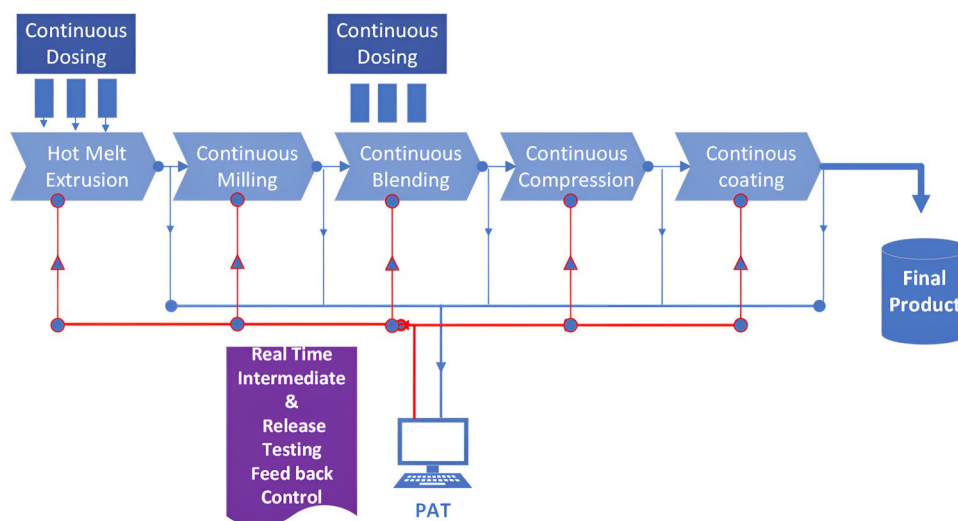 Continuous
Dosing
Continuous
Dosing
Hot Melt
Extrusion
Continuous
Milling
Continuous
Blending
Continuous
Compression
Continous
coating
Final
Product
Real Time
Intermediate
&
Release
Testing
Feed back
Control
PAT